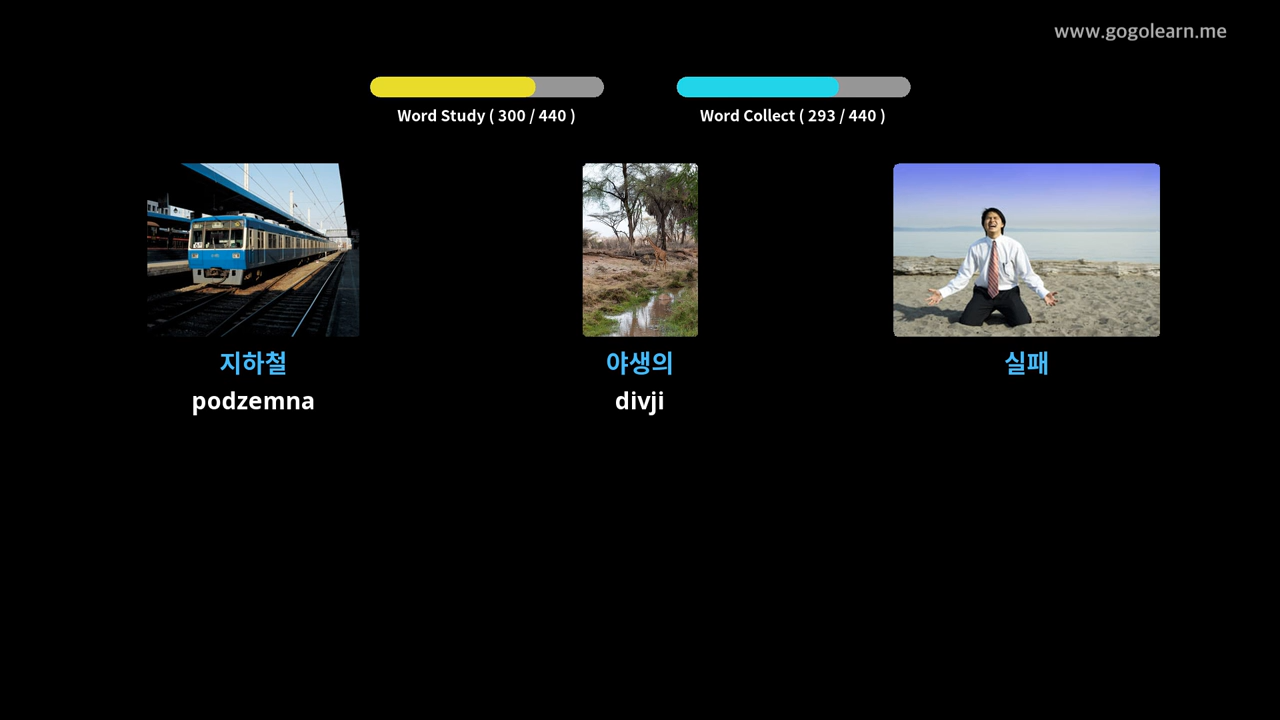 www.gogolearn.me
Word Study ( 300 / 440 )
Word Collect ( 293 / 440 )
지하철
podzemna
야생의
divji
실패